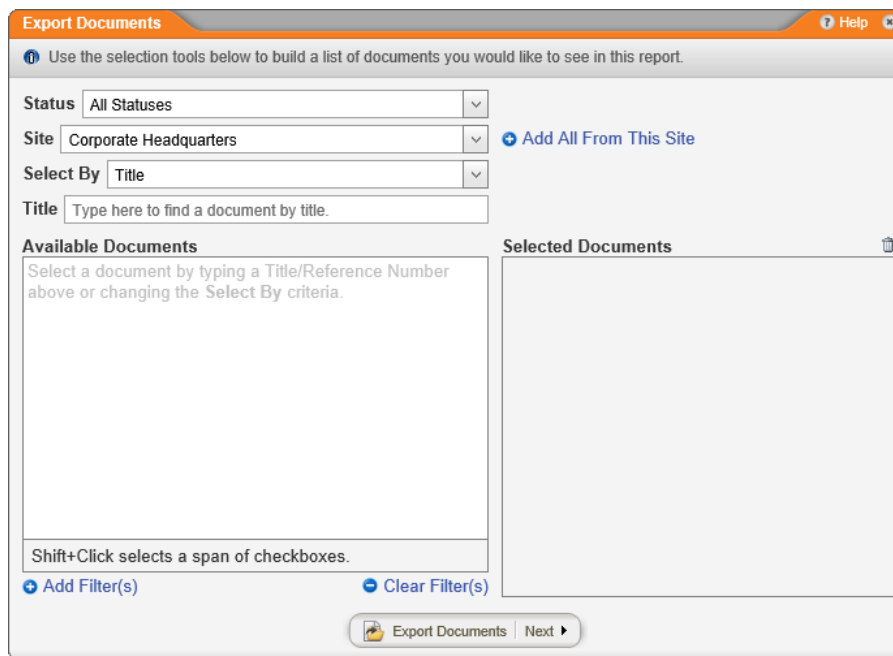 Export Documents
Help
Use the selection tools below to build a list of documents you would like to see in this report.
Status All Statuses
Site Corporate Headquarters
Add All From This Site
Select By Title
Title Type here to find a document by title.
Available Documents
Selected Documents
Select a document by typing a Title/Reference Number
above or changing the Select By criteria.
Shift+Click selects a span of checkboxes.
Add Filter(s)
Clear Filter(s)
Export Documents Next